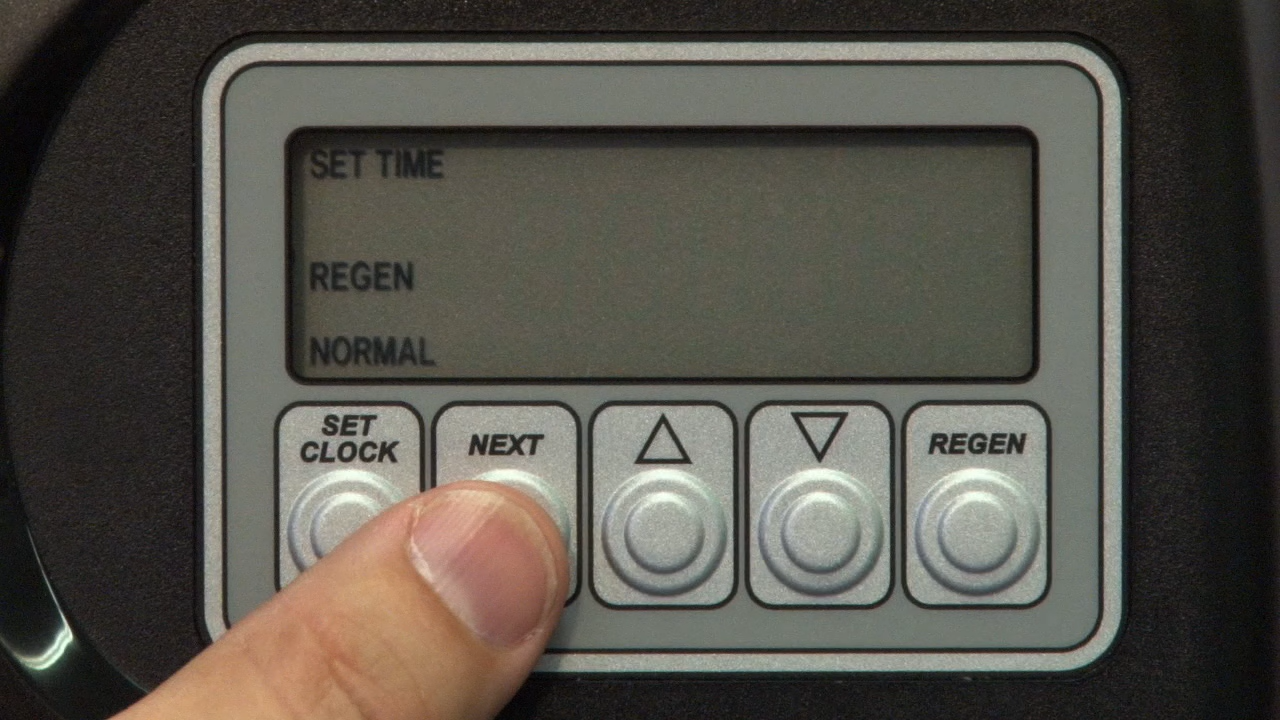 SET TIME
REGEN
NORMAL
SET
CLOCK
NEXT
REGEN